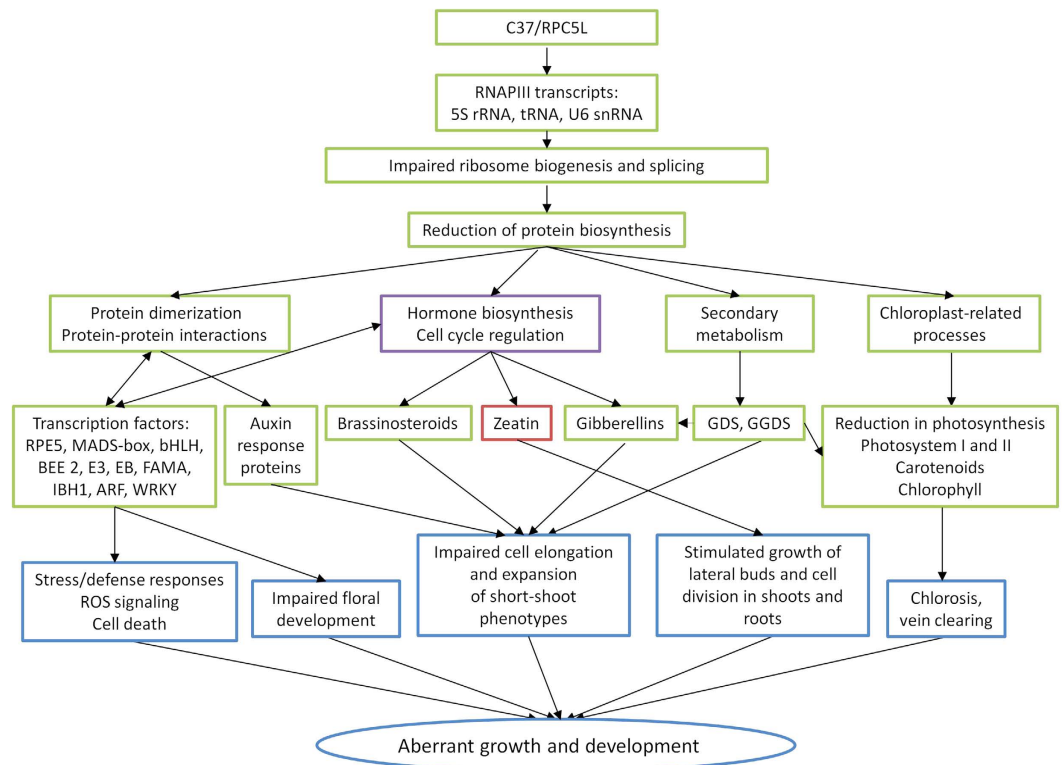 C37/RPC5L
RNAPIII transcripts:
5S rRNA, tRNA, U6 snRNA
Impaired ribosome biogenesis and splicing
Reduction of protein biosynthesis
Protein dimerization
Protein-protein interactions
Hormone biosynthesis
Cell cycle regulation
Secondary
metabolism
Chloroplast-related
processes
Transcription factors:
RPE5, MADS-box, bHLH,
BEE 2, E3, EB, FAMA,
IBH1, ARF, WRKY
Auxin
response
proteins
Brassinosteroids
Zeatin
Gibberellins
GDS, GGDS
Reduction in photosynthesis
Photosystem I and II
Carotenoids
Chlorophyll
Stress/defense responses
ROS signaling
Cell death
Impaired floral
development
Impaired cell elongation
and expansion
of short-shoot
phenotypes
Stimulated growth of
lateral buds and cell
division in shoots and
roots
Chlorosis,
vein clearing
Aberrant growth and development